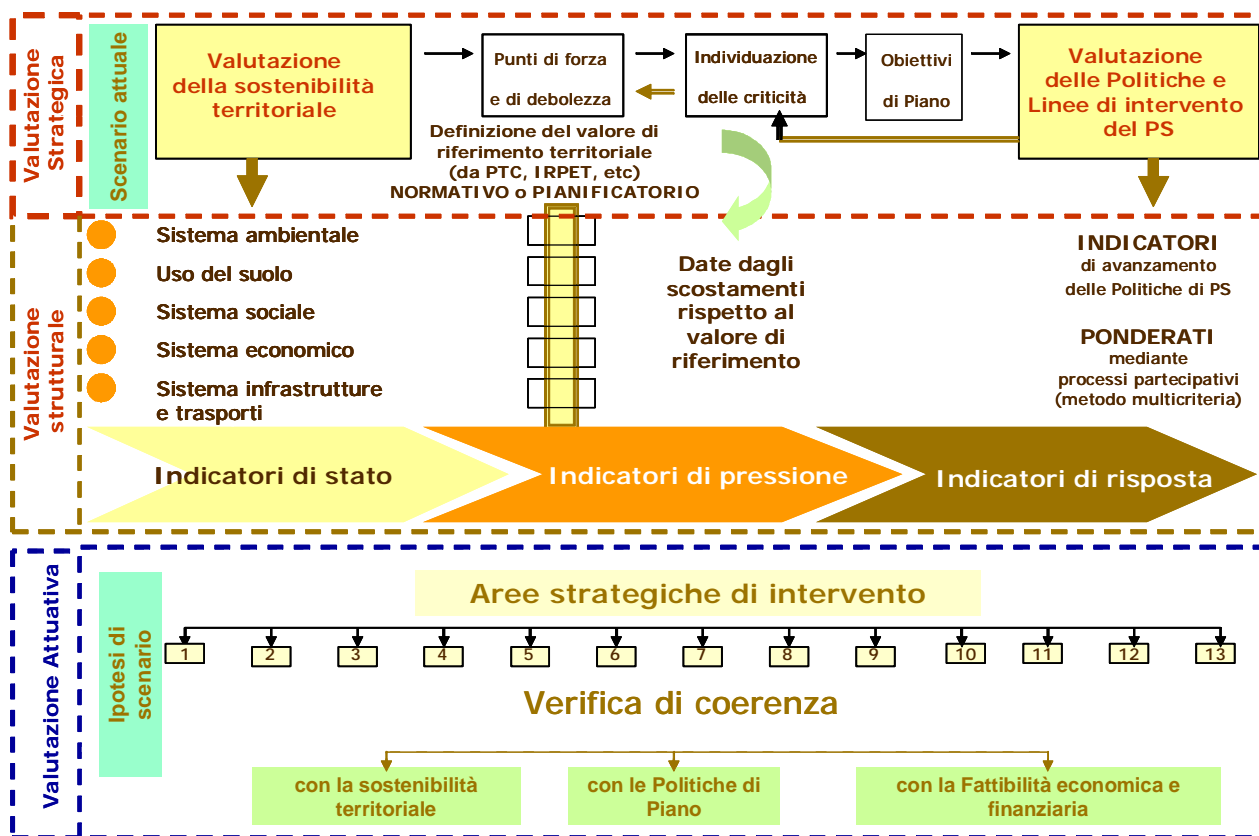 Valutazione
Strategica
Scenario attuale
Valutazione
della sostenibilità
territoriale
Punti di forza
e di debolezza
Individuazione
delle criticità
Obiettivi
di Piano
Valutazione
delle Politiche e
Linee di intervento
del PS
Definizione del valore di
riferimento territoriale
(da PTC, IRPET, etc)
NORMATIVO o PIANIFICATORIO
Valutazione
strutturale
Sistema ambientale
Uso del suolo
Sistema sociale
Sistema economico
Sistema infrastrutture
e trasporti
Date dagli
scostamenti
rispetto al
valore di
riferimento
INDICATORI
di avanzamento
delle Politiche di PS
PONDERATI
mediante
processi partecipativi
(metodo multicriteria)
Indicatori di stato
Indicatori di pressione
Indicatori di risposta
Valutazione Attuativa
Ipotesi di
scenario
Aree strategiche di intervento
1 2 3 4 5 6 7 8 9 10 11 12 13
Verifica di coerenza
con la sostenibilità
territoriale
con le Politiche di
Piano
con la Fattibilità economica e
finanziaria